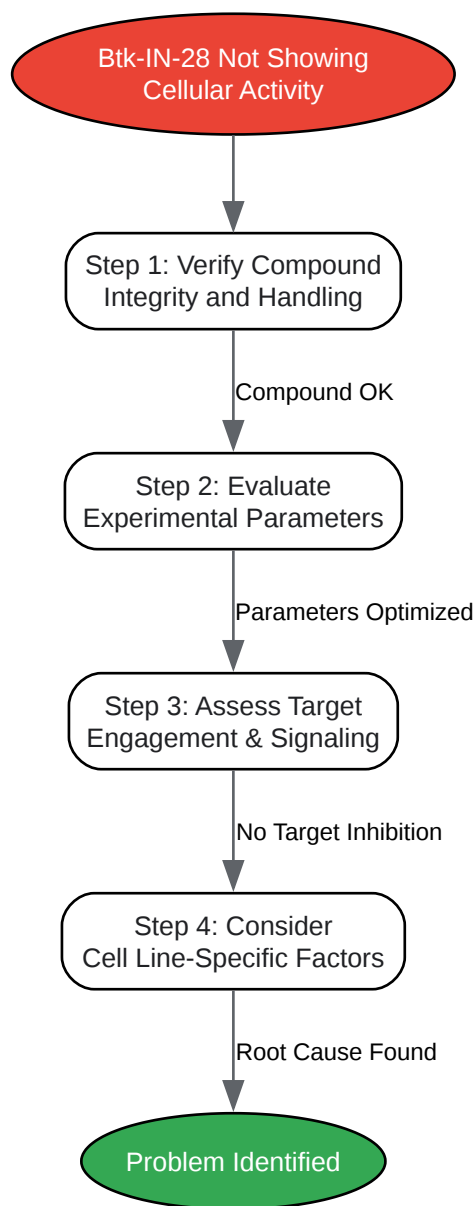 Btk-IN-28 Not Showing
Cellular Activity
Step 1: Verify Compound
Integrity and Handling
Compound OK
Step 2: Evaluate
Experimental Parameters
Parameters Optimized
Step 3: Assess Target
Engagement & Signaling
No Target Inhibition
Step 4: Consider
Cell Line-Specific Factors
Root Cause Found
Problem Identified